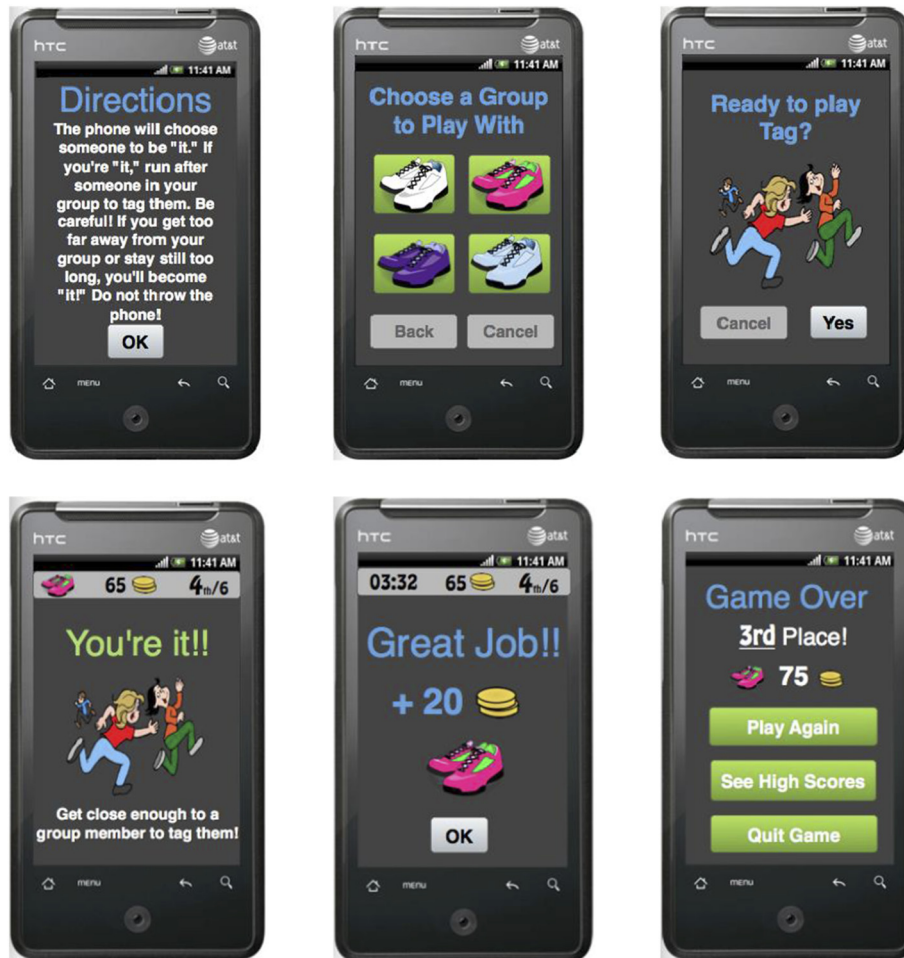 hTC
at&t
11:41 AM
Directions
The phone will choose
someone to be "it." If
you're "it," run after
someone in your
group to tag them. Be
careful! If you get too
far away from your
group or stay still too
long, you'll become
"it!" Do not throw the
phone!
OK
MENU
hTC
at&t
11:41 AM
Choose a Group
to Play With
Back Cancel
MENU
hTC
at&t
11:41 AM
Ready to play
Tag?
Cancel Yes
MENU
hTC
at&t
11:41 AM
65 4th/6
You're it!!
Get close enough to a
group member to tag them!
MENU
hTC
at&t
11:41 AM
03:32 65 4th/6
Great Job!!
+ 20
OK
MENU
hTC
at&t
11:41 AM
Game Over
3rd Place!
75
Play Again
See High Scores
Quit Game
MENU